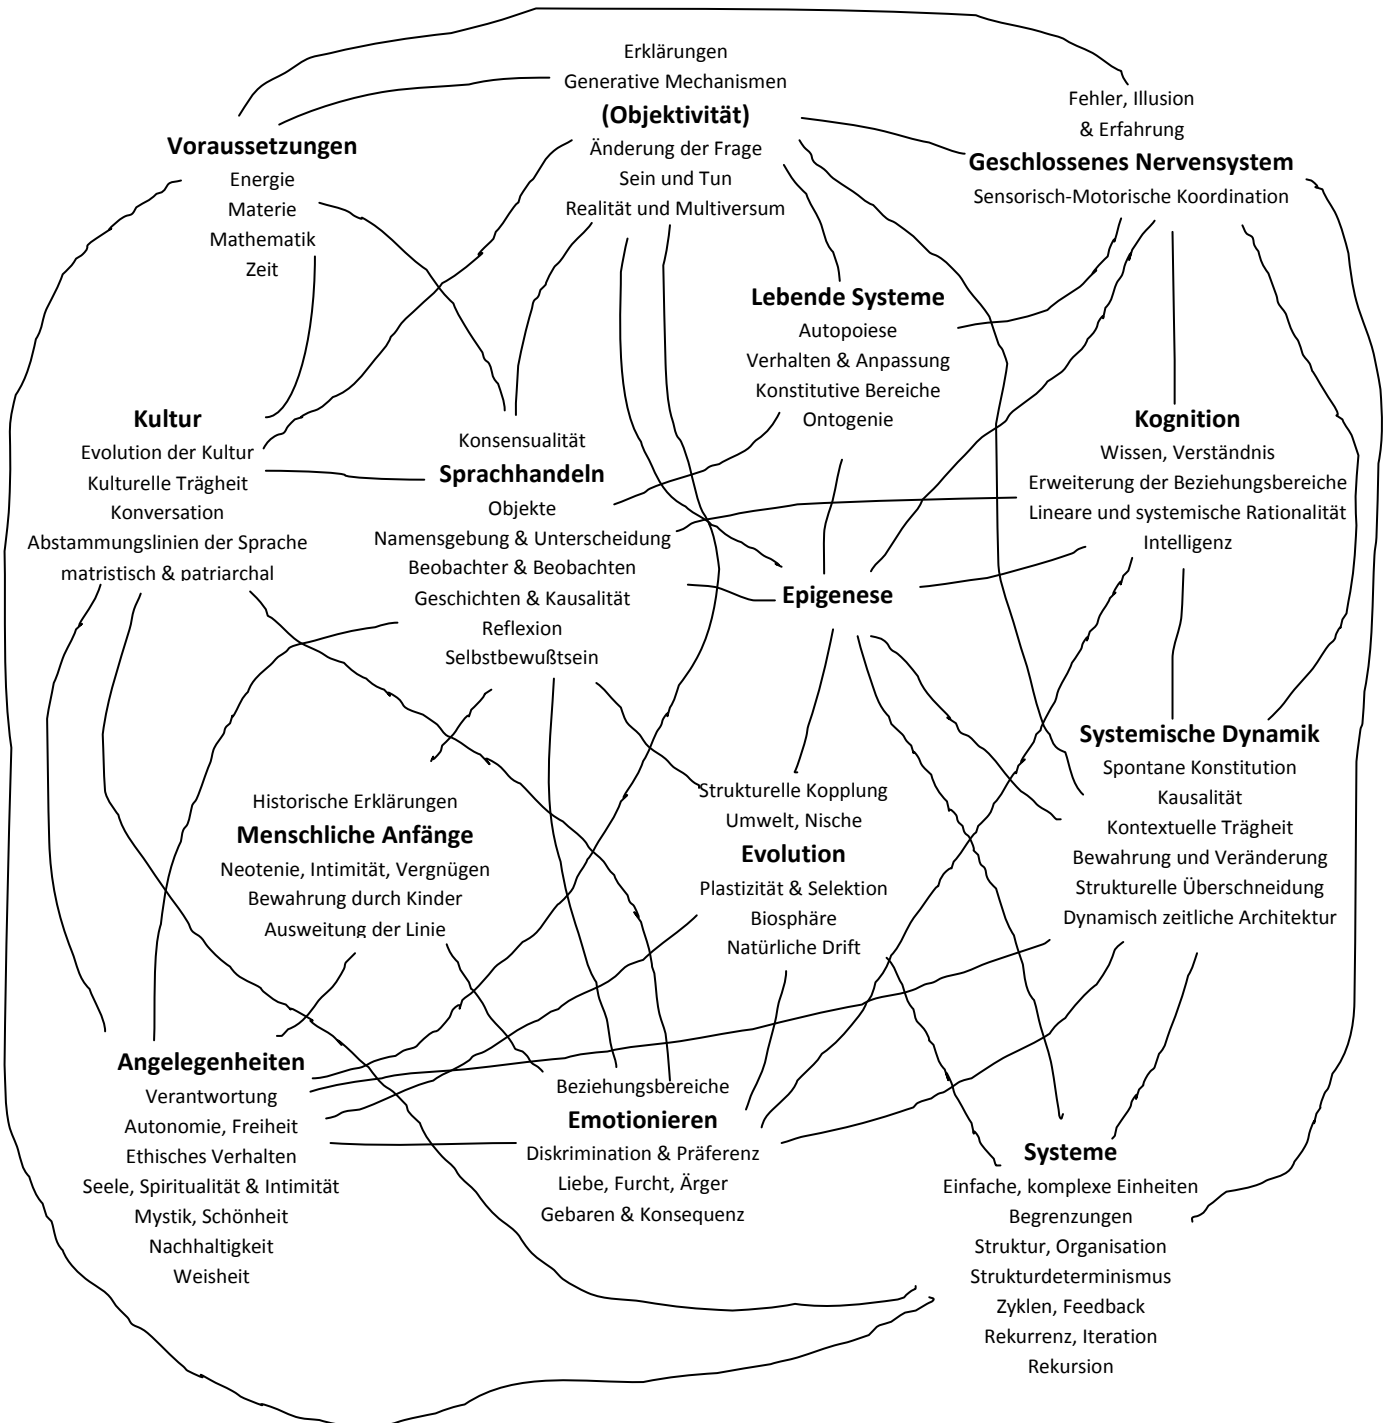 Erklärungen
Generative Mechanismen
(Objektivität)
Änderung der Frage
Sein und Tun
Realität und Multiversum
Fehler, Illusion
& Erfahrung
Geschlossenes Nervensystem
Sensorisch-Motorische Koordination
Voraussetzungen
Energie
Materie
Mathematik
Zeit
Lebende Systeme
Autopoiese
Verhalten & Anpassung
Konstitutive Bereiche
Ontogenie
Kultur
Evolution der Kultur
Kulturelle Trägheit
Konversation
Abstammungslinien der Sprache
matristisch & patriarchal
Konsensualität
Sprachhandeln
Objekte
Namensgebung & Unterscheidung
Beobachter & Beobachten
Geschichten & Kausalität
Reflexion
Selbstbewußtsein
Kognition
Wissen, Verständnis
Erweiterung der Beziehungsbereiche
Lineare und systemische Rationalität
Intelligenz
Epigenese
Systemische Dynamik
Spontane Konstitution
Kausalität
Kontextuelle Trägheit
Bewahrung und Veränderung
Strukturelle Überschneidung
Dynamisch zeitliche Architektur
Historische Erklärungen
Menschliche Anfänge
Neotenie, Intimität, Vergnügen
Bewahrung durch Kinder
Ausweitung der Linie
Strukturelle Kopplung
Umwelt, Nische
Evolution
Plastizität & Selektion
Biosphäre
Natürliche Drift
Angelegenheiten
Verantwortung
Autonomie, Freiheit
Ethisches Verhalten
Seele, Spiritualität & Intimität
Mystik, Schönheit
Nachhaltigkeit
Weisheit
Beziehungsbereiche
Emotionieren
Diskrimination & Präferenz
Liebe, Furcht, Ärger
Gebaren & Konsequenz
Systeme
Einfache, komplexe Einheiten
Begrenzungen
Struktur, Organisation
Strukturdeterminismus
Zyklen, Feedback
Rekurrenz, Iteration
Rekursion